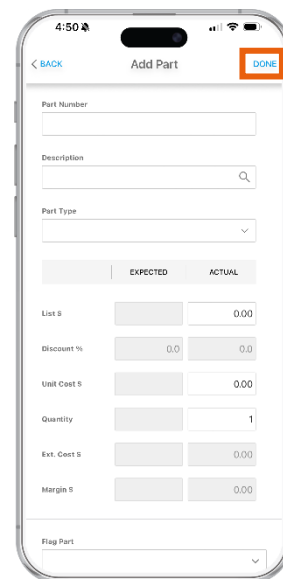 4:50
< BACK Add Part DONE
Part Number
Description
Part Type
EXPECTED ACTUAL
List $ 0.00
Discount % 0.0 0.0
Unit Cost $ 0.00
Quantity 1
Ext. Cost $ 0.00
Margin $ 0.00
Flag Part